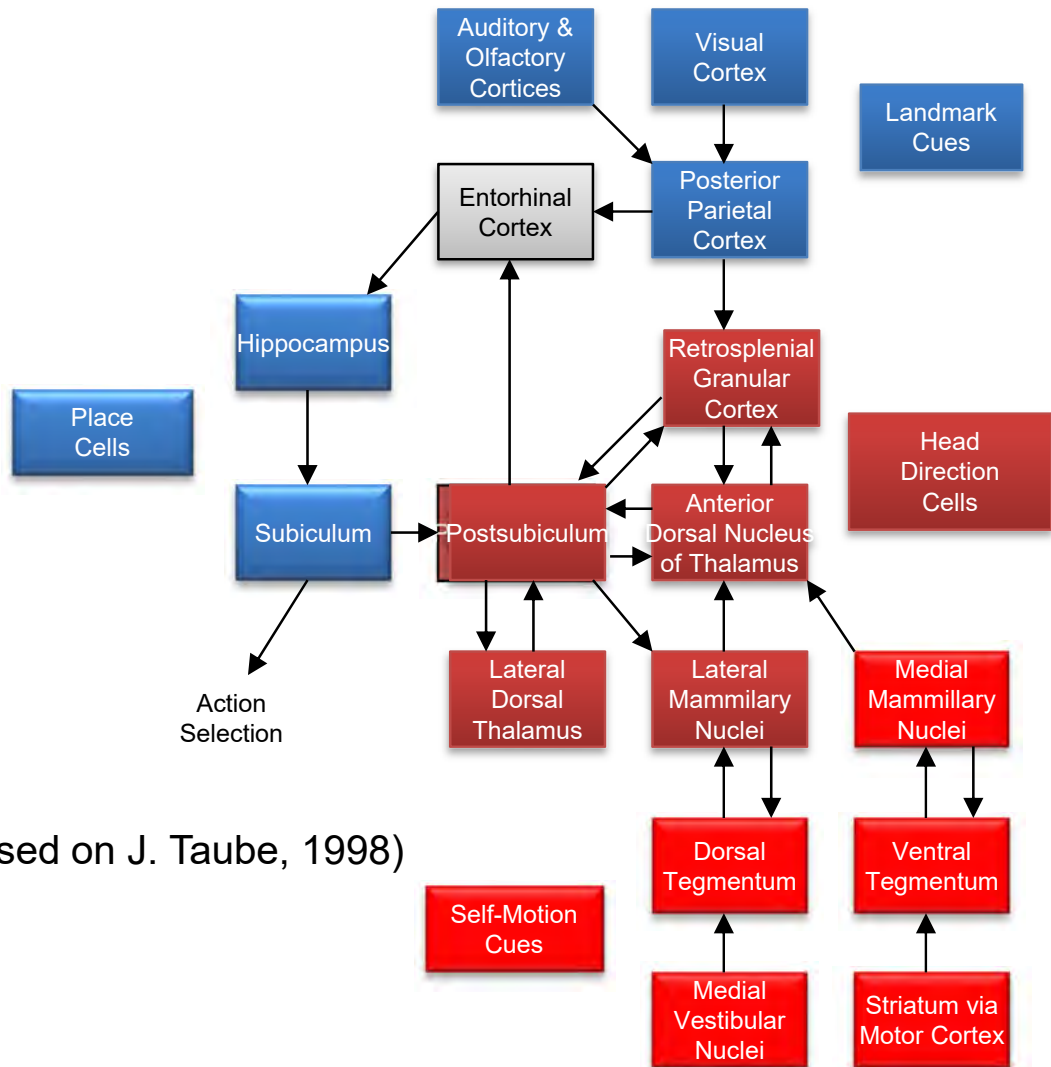 Auditory &
Olfactory
Cortices
Visual
Cortex
Landmark
Cues
Entorhinal
Cortex
Posterior
Parietal
Cortex
Hippocampus
Retrosplenial
Granular
Cortex
Place
Cells
Head
Direction
Cells
Subiculum
Postsubiculum
Anterior
Dorsal Nucleus
of Thalamus
Action
Selection
Lateral
Dorsal
Thalamus
Lateral
Mammilary
Nuclei
Medial
Mammillary
Nuclei
sed on J. Taube, 1998)
Dorsal
Tegmentum
Ventral
Tegmentum
Self-Motion
Cues
Medial
Vestibular
Nuclei
Striatum via
Motor Cortex